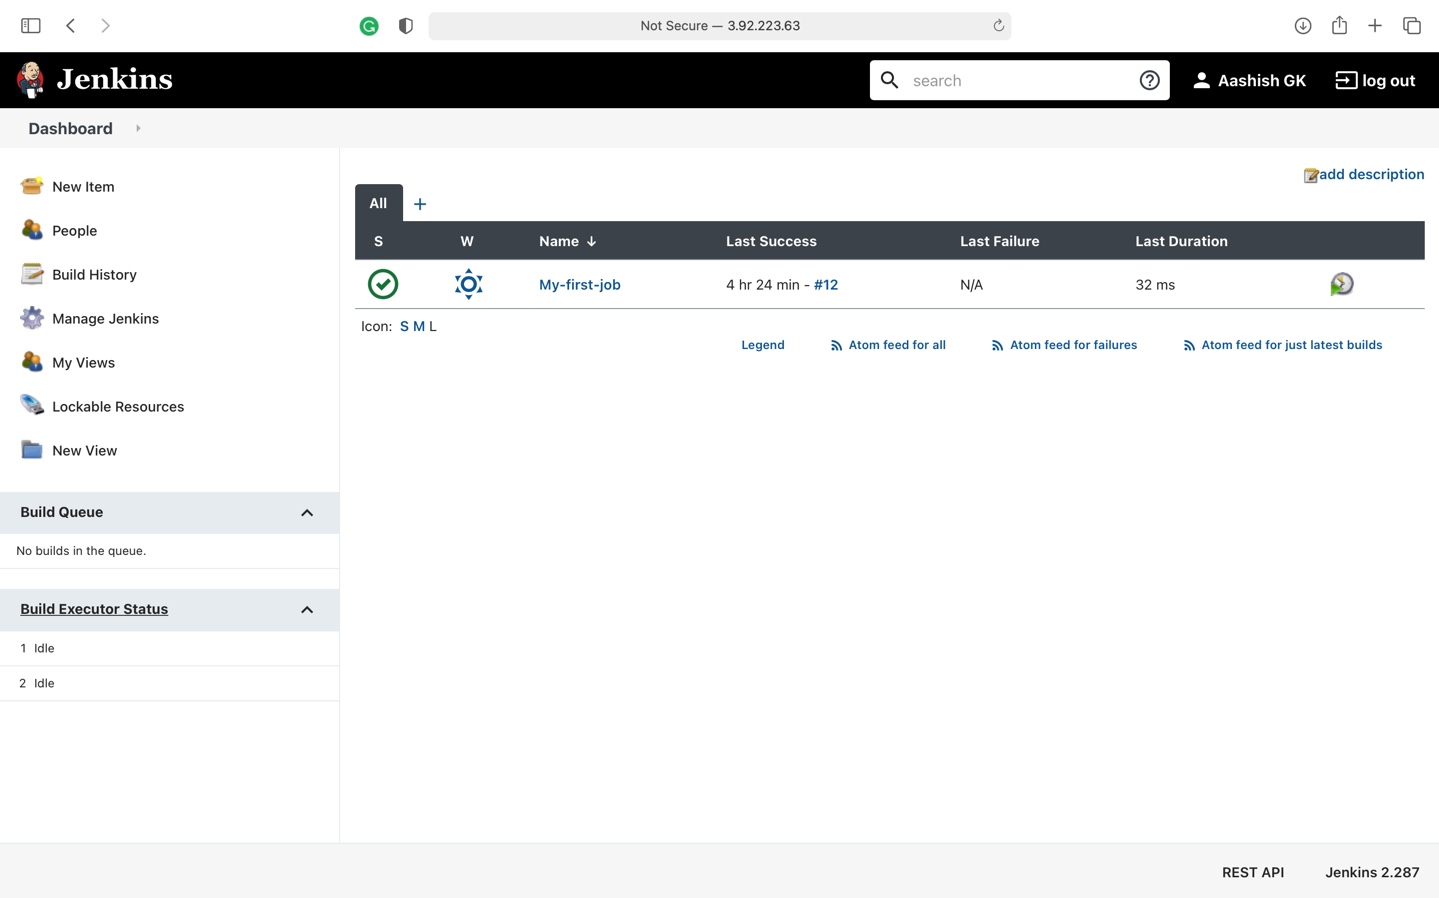 Not Secure — 3.92.223.63
Jenkins
search
Aashish GK
log out
Dashboard
New Item
People
Build History
Manage Jenkins
My Views
Lockable Resources
New View
Build Queue
No builds in the queue.
Build Executor Status
1 Idle
2 Idle
add description
All +
S W Name ↓ Last Success Last Failure Last Duration
My-first-job 4 hr 24 min - #12 N/A 32 ms
Icon: S M L
Legend Atom feed for all Atom feed for failures Atom feed for just latest builds
REST API Jenkins 2.287